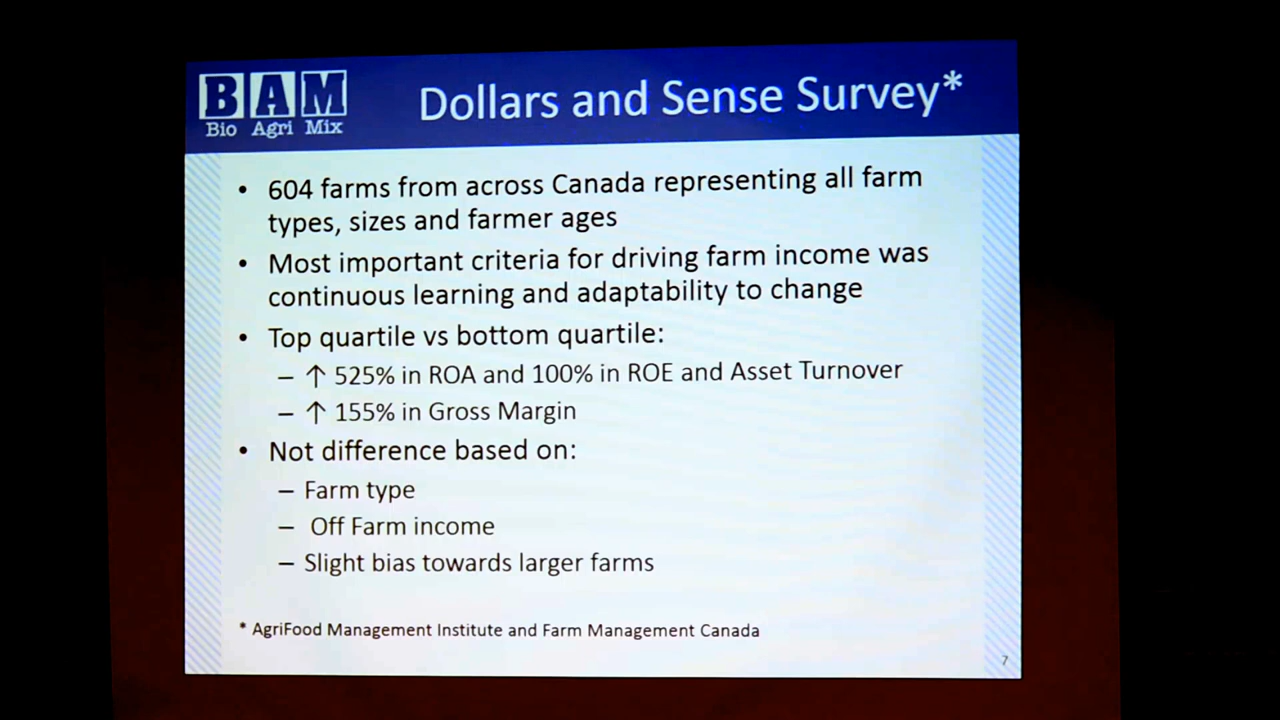 BAM
Bio Agri Mix
Dollars and Sense Survey*
• 604 farms from across Canada representing all farm
types, sizes and farmer ages
• Most important criteria for driving farm income was
continuous learning and adaptability to change
• Top quartile vs bottom quartile:
– ↑ 525% in ROA and 100% in ROE and Asset Turnover
– ↑ 155% in Gross Margin
• Not difference based on:
– Farm type
– Off Farm income
– Slight bias towards larger farms
* AgriFood Management Institute and Farm Management Canada
7